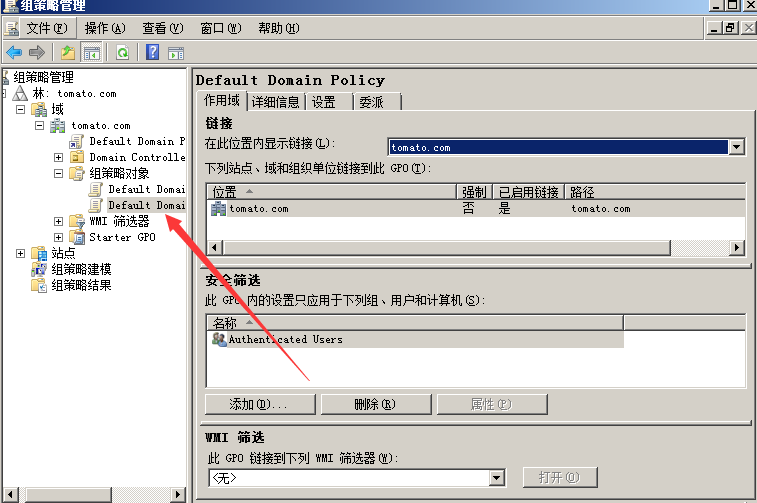 组策略管理
文件(F) 操作(A) 查看(V) 窗口(W) 帮助(H)
组策略管理
林: tomato.com
域
tomato.com
Default Domain P
Domain Controlle
组策略对象
Default Domai
Default Domai
WMI 筛选器
Starter GPO
站点
组策略建模
组策略结果
Default Domain Policy
作用域 详细信息 设置 委派
链接
在此位置内显示链接(L): tomato.com
下列站点、域和组织单位链接到此 GPO(T):
位置 强制 已启用链接 路径
tomato.com 否 是 tomato.com
安全筛选
此 GPO 内的设置只应用于下列组、用户和计算机(S):
名称
Authenticated Users
添加(D)... 删除(R) 属性(P)
WMI 筛选
此 GPO 链接到下列 WMI 筛选器(W):
<无> 打开(O)